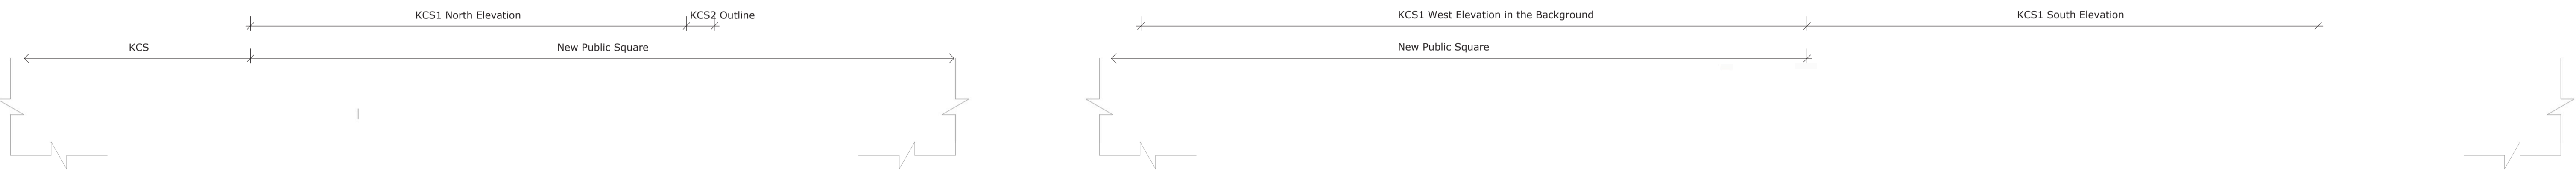 KCS1 North Elevation
KCS2 Outline
KCS1 West Elevation in the Background
KCS1 South Elevation
KCS
New Public Square
New Public Square